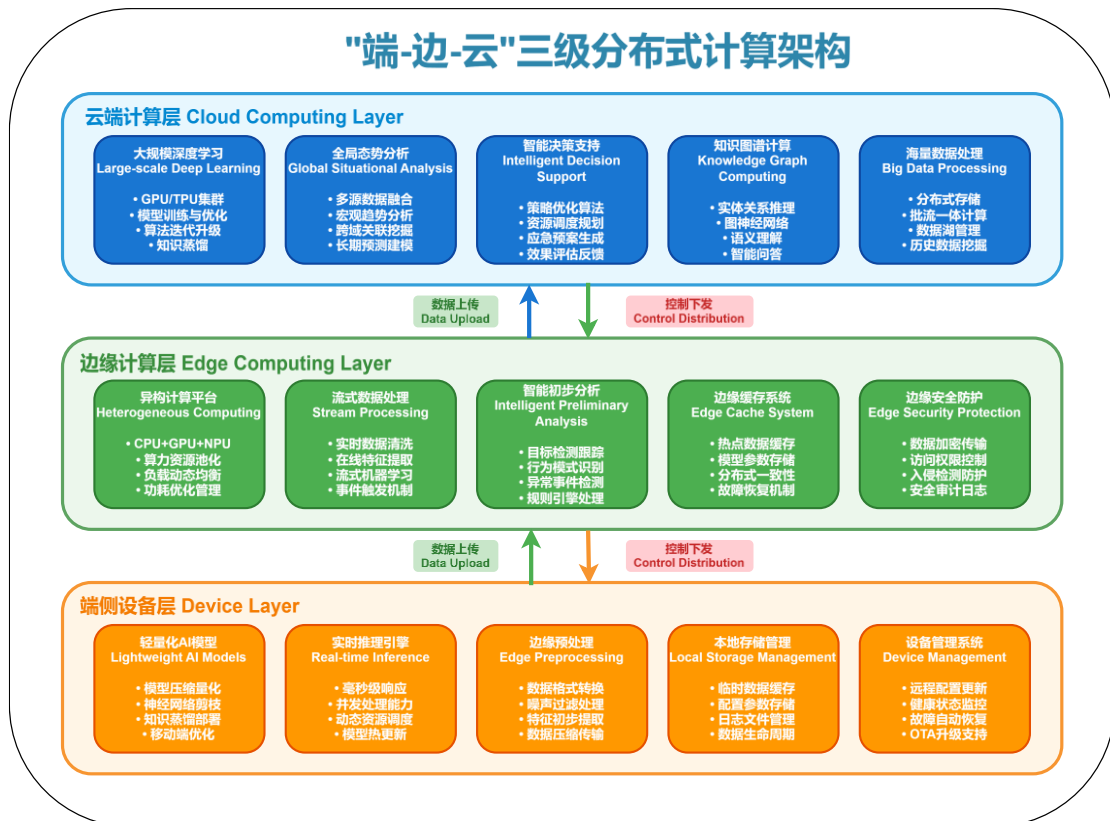 "端-边-云"三级分布式计算架构
云端计算层 Cloud Computing Layer
大规模深度学习
Large-scale Deep Learning
• GPU/TPU集群
• 模型训练与优化
• 算法迭代升级
• 知识蒸馏
全局态势分析
Global Situational Analysis
• 多源数据融合
• 宏观趋势分析
• 跨域关联挖掘
• 长期预测建模
智能决策支持
Intelligent Decision
Support
• 策略优化算法
• 资源调度规划
• 应急预案生成
• 效果评估反馈
知识图谱计算
Knowledge Graph
Computing
• 实体关系推理
• 图神经网络
• 语义理解
• 智能问答
海量数据处理
Big Data Processing
• 分布式存储
• 批流一体计算
• 数据湖管理
• 历史数据挖掘
数据上传
Data Upload
控制下发
Control Distribution
边缘计算层 Edge Computing Layer
异构计算平台
Heterogeneous Computing
• CPU+GPU+NPU
• 算力资源池化
• 负载动态均衡
• 功耗优化管理
流式数据处理
Stream Processing
• 实时数据清洗
• 在线特征提取
• 流式机器学习
• 事件触发机制
智能初步分析
Intelligent Preliminary
Analysis
• 目标检测跟踪
• 行为模式识别
• 异常事件检测
• 规则引擎处理
边缘缓存系统
Edge Cache System
• 热点数据缓存
• 模型参数存储
• 分布式一致性
• 故障恢复机制
边缘安全防护
Edge Security Protection
• 数据加密传输
• 访问权限控制
• 入侵检测防护
• 安全审计日志
数据上传
Data Upload
控制下发
Control Distribution
端侧设备层 Device Layer
轻量化AI模型
Lightweight AI Models
• 模型压缩量化
• 神经网络剪枝
• 知识蒸馏部署
• 移动端优化
实时推理引擎
Real-time Inference
• 毫秒级响应
• 并发处理能力
• 动态资源调度
• 模型热更新
边缘预处理
Edge Preprocessing
• 数据格式转换
• 噪声过滤处理
• 特征初步提取
• 数据压缩传输
本地存储管理
Local Storage Management
• 临时数据缓存
• 配置参数存储
• 日志文件管理
• 数据生命周期
设备管理系统
Device Management
• 远程配置更新
• 健康状态监控
• 故障自动恢复
• OTA升级支持